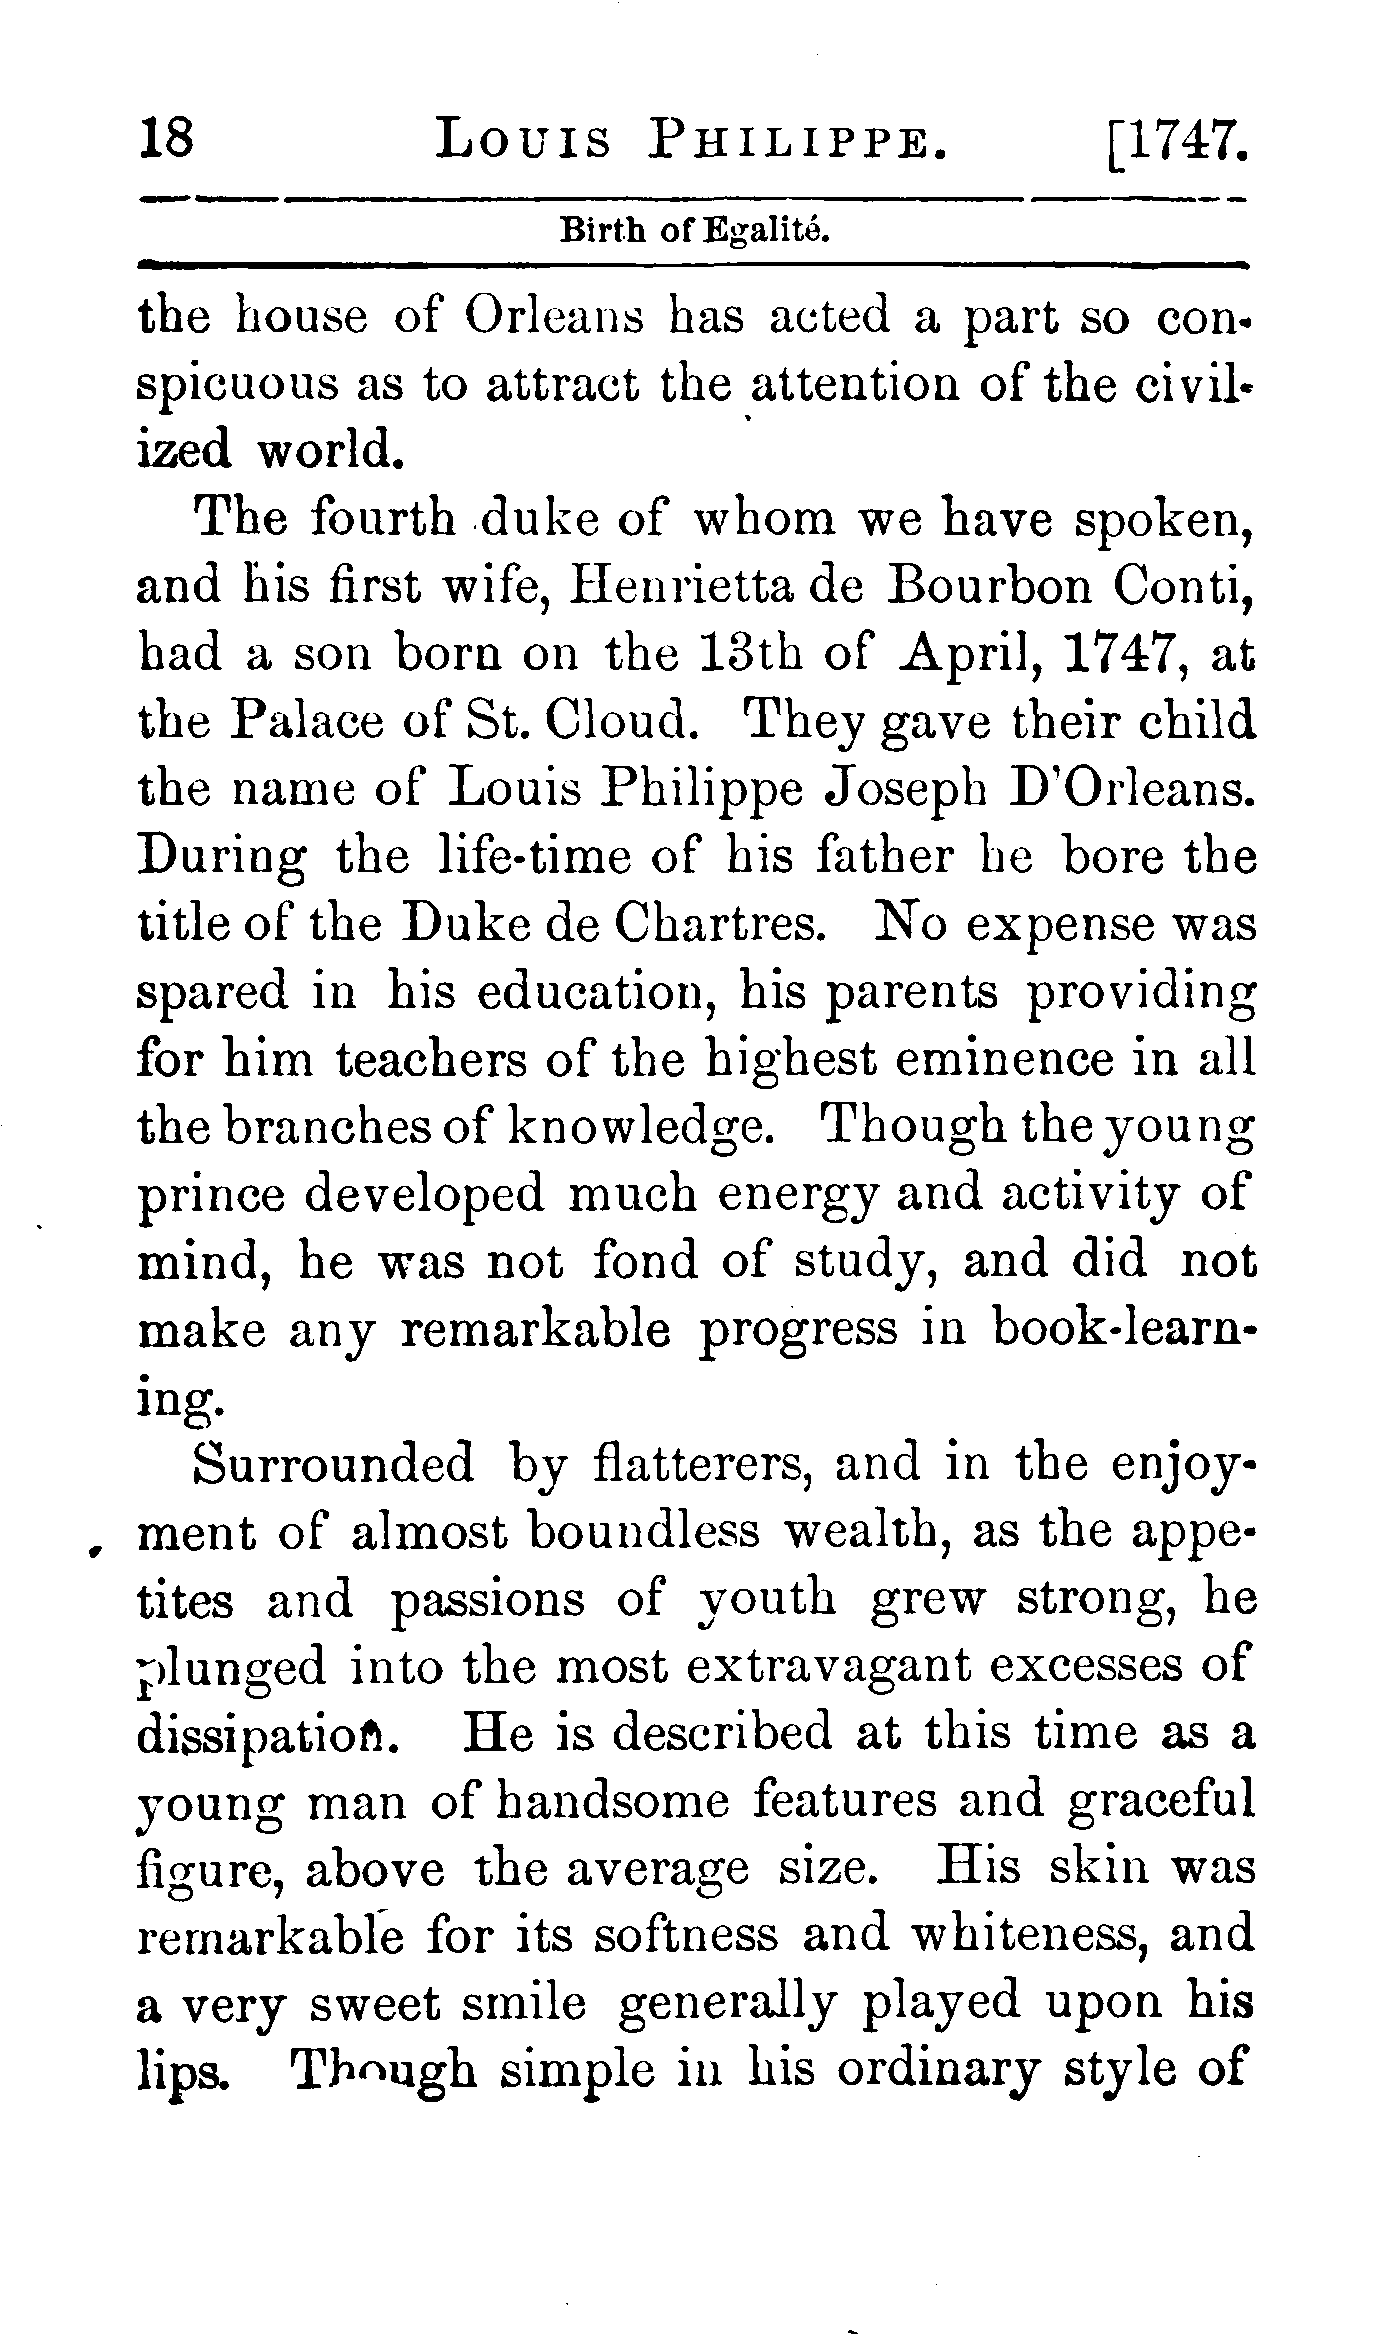 18 LOUIS PHILIPPE. [1747.
Birth of Egalité.
the house of Orleans has acted a part so con-
spicuous as to attract the attention of the civil-
ized world.
The fourth duke of whom we have spoken,
and his first wife, Henrietta de Bourbon Conti,
had a son born on the 13th of April, 1747, at
the Palace of St. Cloud. They gave their child
the name of Louis Philippe Joseph D'Orleans.
During the life-time of his father he bore the
title of the Duke de Chartres. No expense was
spared in his education, his parents providing
for him teachers of the highest eminence in all
the branches of knowledge. Though the young
prince developed much energy and activity of
mind, he was not fond of study, and did not
make any remarkable progress in book-learn-
ing.
Surrounded by flatterers, and in the enjoy-
ment of almost boundless wealth, as the appe-
tites and passions of youth grew strong, he
plunged into the most extravagant excesses of
dissipation. He is described at this time as a
young man of handsome features and graceful
figure, above the average size. His skin was
remarkable for its softness and whiteness, and
a very sweet smile generally played upon his
lips. Though simple in his ordinary style of